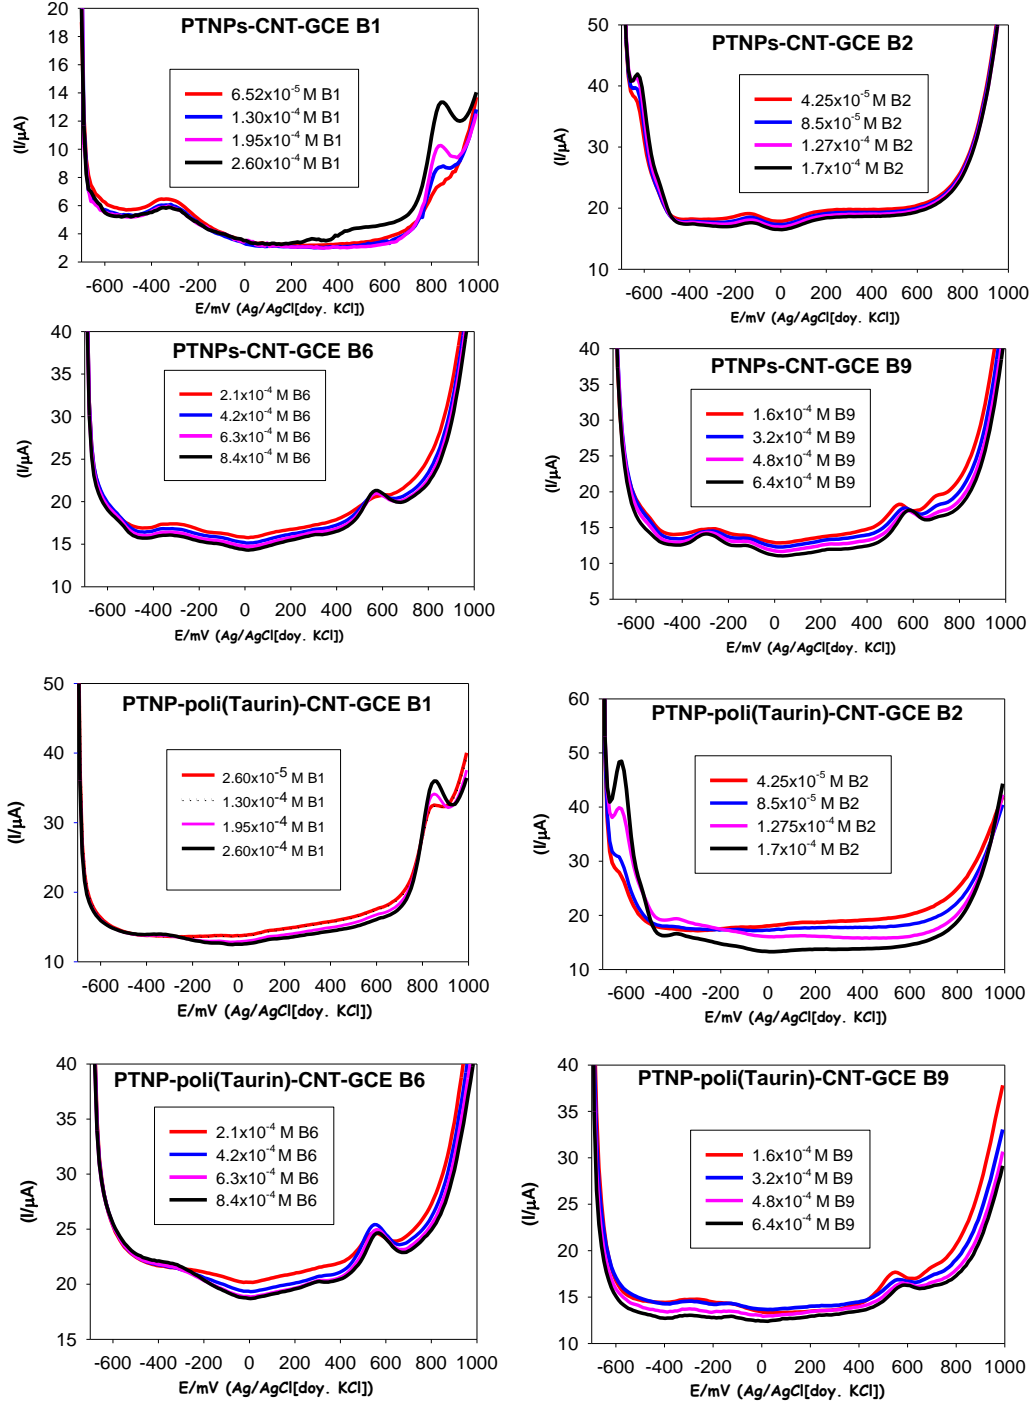 PTNPs-CNT-GCE B1
20
18
16
14
12
10
8
6
4
2
(I/µA)
6.52x10⁻⁵ M B1
1.30x10⁻⁴ M B1
1.95x10⁻⁴ M B1
2.60x10⁻⁴ M B1
-600 -400 -200 0 200 400 600 800 1000
E/mV (Ag/AgCl[doy. KCl])
PTNPs-CNT-GCE B2
50
40
30
20
10
(I/µA)
4.25x10⁻⁵ M B2
8.5x10⁻⁵ M B2
1.27x10⁻⁴ M B2
1.7x10⁻⁴ M B2
-600 -400 -200 0 200 400 600 800 1000
E/mV (Ag/AgCl[doy. KCl])
PTNPs-CNT-GCE B6
40
35
30
25
20
15
10
(I/µA)
2.1x10⁻⁴ M B6
4.2x10⁻⁴ M B6
6.3x10⁻⁴ M B6
8.4x10⁻⁴ M B6
-600 -400 -200 0 200 400 600 800 1000
E/mV (Ag/AgCl[doy. KCl])
PTNPs-CNT-GCE B9
40
35
30
25
20
15
10
5
(I/µA)
1.6x10⁻⁴ M B9
3.2x10⁻⁴ M B9
4.8x10⁻⁴ M B9
6.4x10⁻⁴ M B9
-600 -400 -200 0 200 400 600 800 1000
E/mV (Ag/AgCl[doy. KCl])
PTNP-poli(Taurin)-CNT-GCE B1
50
40
30
20
10
(I/µA)
2.60x10⁻⁵ M B1
1.30x10⁻⁴ M B1
1.95x10⁻⁴ M B1
2.60x10⁻⁴ M B1
-600 -400 -200 0 200 400 600 800 1000
E/mV (Ag/AgCl[doy. KCl])
PTNP-poli(Taurin)-CNT-GCE B2
60
50
40
30
20
10
(I/µA)
4.25x10⁻⁵ M B2
8.5x10⁻⁵ M B2
1.275x10⁻⁴ M B2
1.7x10⁻⁴ M B2
-600 -400 -200 0 200 400 600 800 1000
E/mV (Ag/AgCl[doy. KCl])
PTNP-poli(Taurin)-CNT-GCE B6
40
35
30
25
20
15
(I/µA)
2.1x10⁻⁴ M B6
4.2x10⁻⁴ M B6
6.3x10⁻⁴ M B6
8.4x10⁻⁴ M B6
-600 -400 -200 0 200 400 600 800 1000
E/mV (Ag/AgCl[doy. KCl])
PTNP-poli(Taurin)-CNT-GCE B9
40
35
30
25
20
15
10
(I/µA)
1.6x10⁻⁴ M B9
3.2x10⁻⁴ M B9
4.8x10⁻⁴ M B9
6.4x10⁻⁴ M B9
-600 -400 -200 0 200 400 600 800 1000
E/mV (Ag/AgCl[doy. KCl])